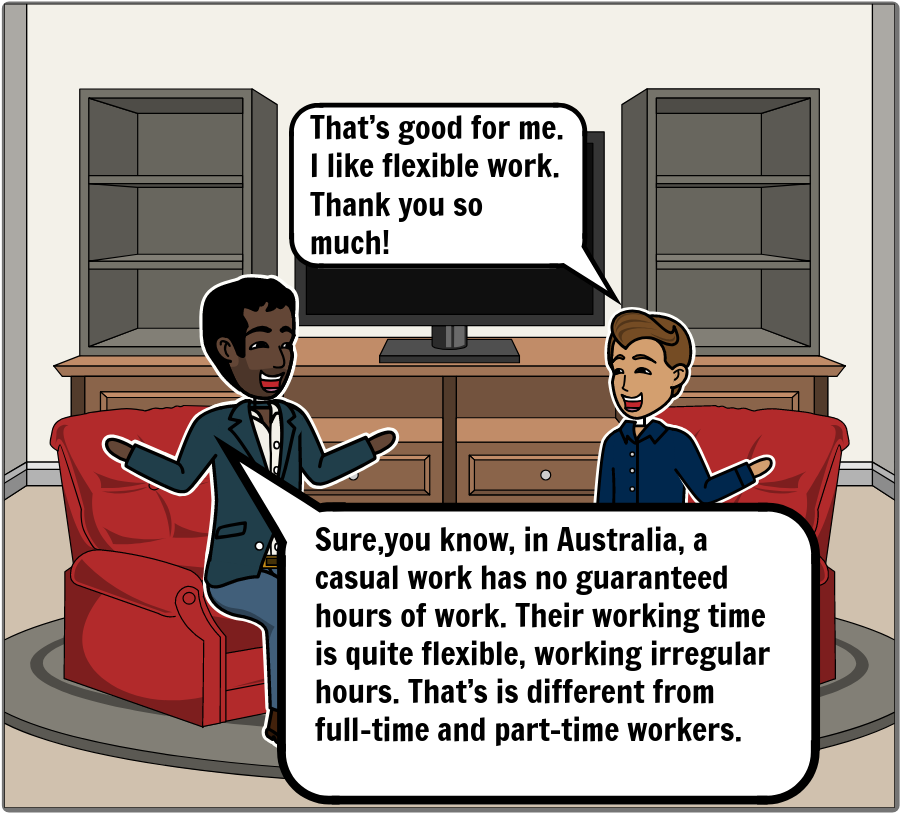 That's good for me.
I like flexible work.
Thank you so
much!
Sure,you know, in Australia, a
casual work has no guaranteed
hours of work. Their working time
is quite flexible, working irregular
hours. That's is different from
full-time and part-time workers.